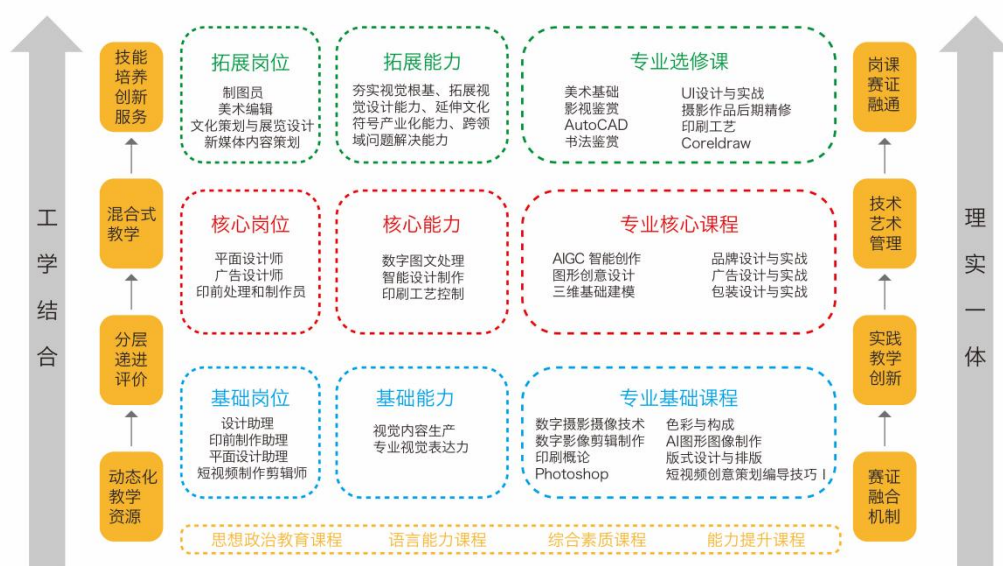 工
学
结
合
技能
培养
创新
服务
混合式
教学
分层
递进
评价
动态化
教学
资源
拓展岗位
制图员
美术编辑
文化策划与展览设计
新媒体内容策划
拓展能力
夯实视觉根基、拓展视
觉设计能力、延伸文化
符号产业化能力、跨领
域问题解决能力
专业选修课
美术基础
影视鉴赏
AutoCAD
书法鉴赏
UI设计与实战
摄影作品后期精修
印刷工艺
Coreldraw
核心岗位
平面设计师
广告设计师
印前处理和制作员
核心能力
数字图文处理
智能设计制作
印刷工艺控制
专业核心课程
AIGC 智能创作
图形创意设计
三维基础建模
品牌设计与实战
广告设计与实战
包装设计与实战
基础岗位
设计助理
印前制作助理
平面设计助理
短视频制作剪辑师
基础能力
视觉内容生产
专业视觉表达力
专业基础课程
数字摄影摄像技术
数字影像剪辑制作
印刷概论
Photoshop
色彩与构成
AI图形图像制作
版式设计与排版
短视频创意策划编导技巧 I
思想政治教育课程
语言能力课程
综合素质课程
能力提升课程
岗课
赛证
融通
技术
艺术
管理
实践
教学
创新
赛证
融合
机制
理
实
一
体